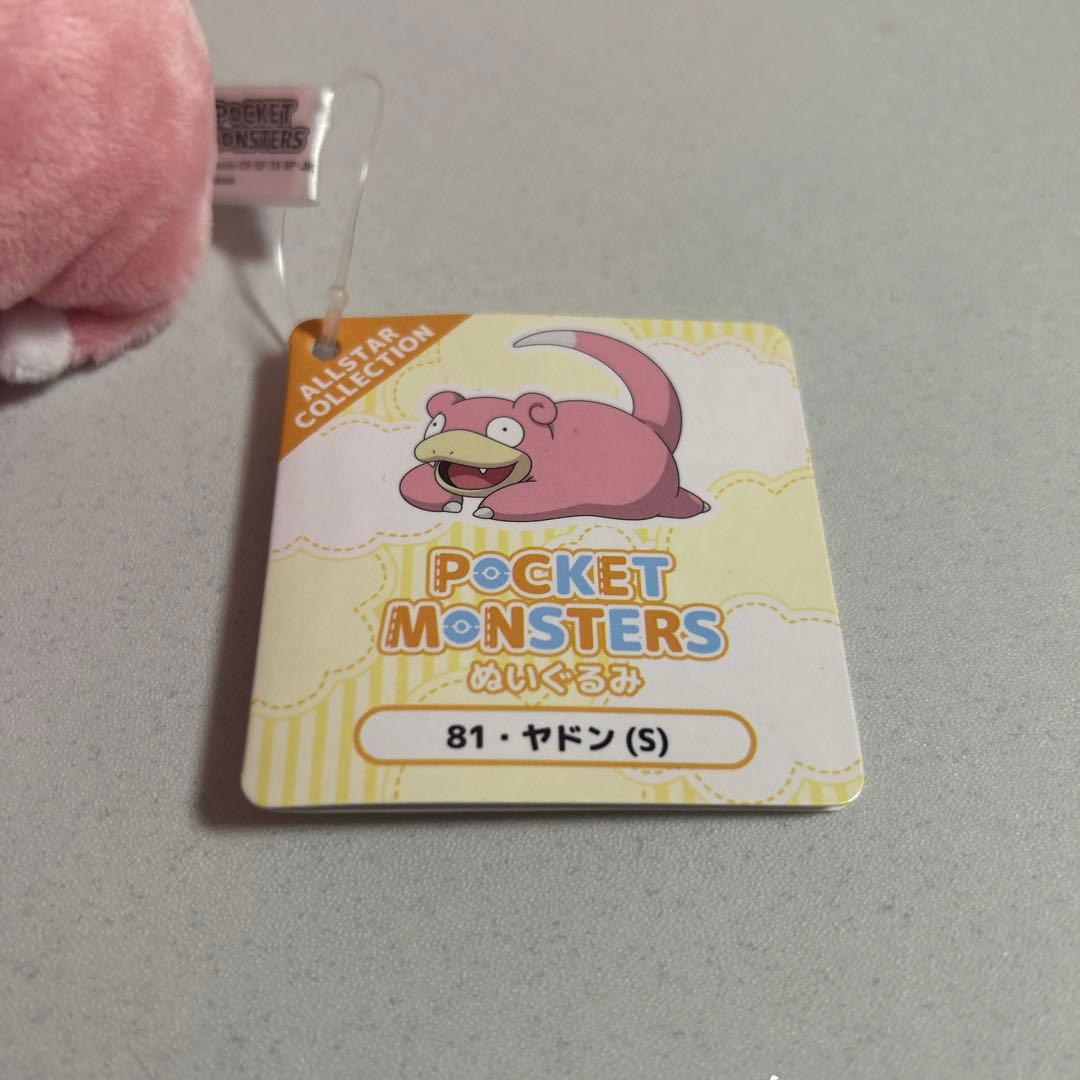 POCKET
MONSTERS
ALLSTAR
COLLECTION
POCKET
MONSTERS
ぬいぐるみ
81・ヤドン(S)